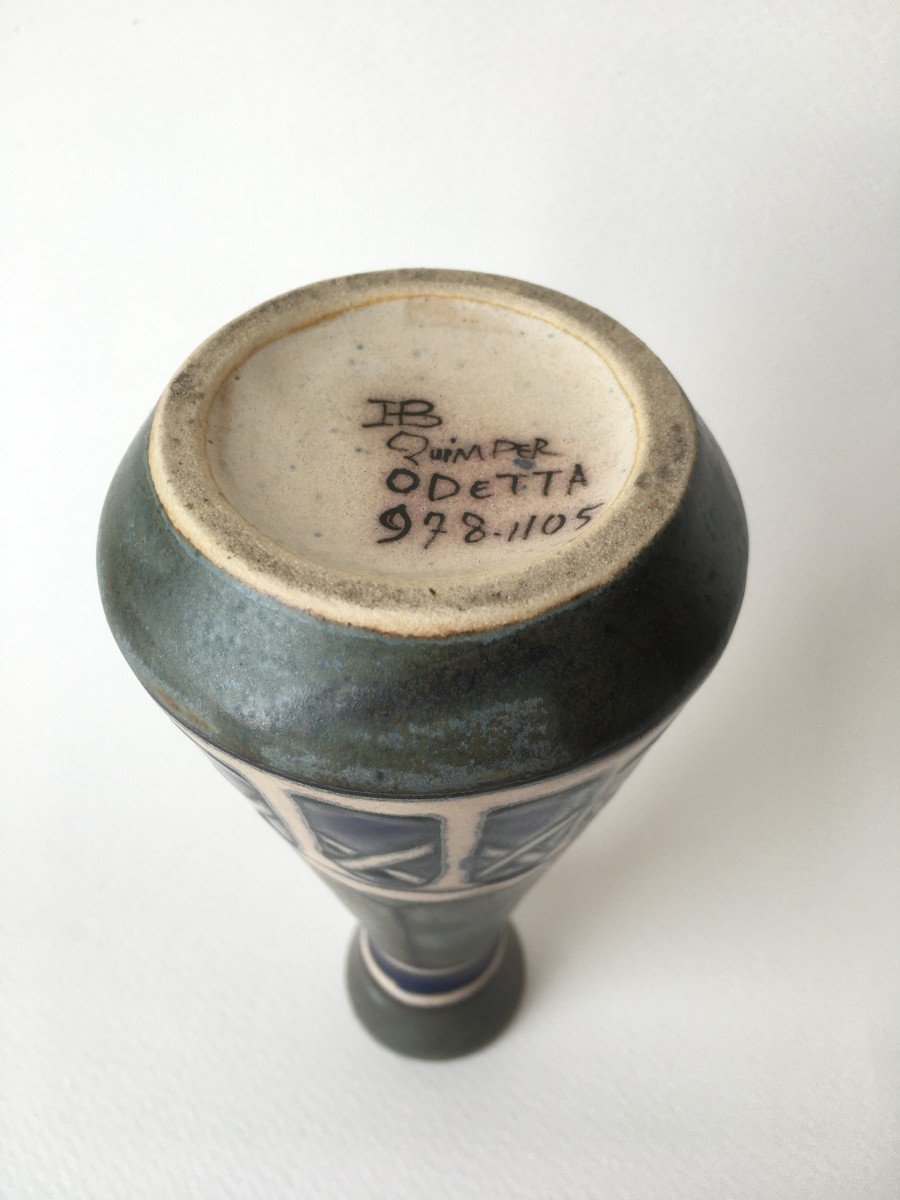 HB
QuimPER
ODeTTA
978-1105